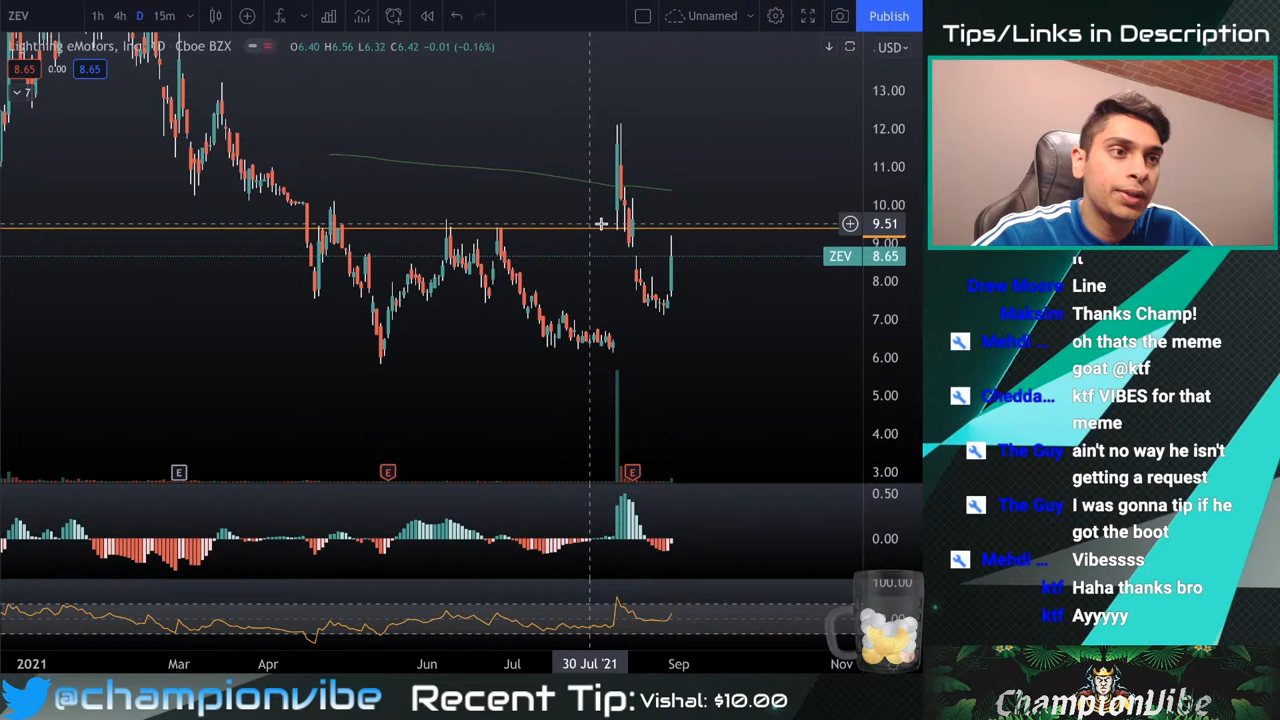 ZEV
1h 4h D 15m
Unnamed
Publish
Lightning eMotors, Inc. 1D Cboe BZX
O6.40 H6.56 L6.32 C6.42 -0.01 (-0.16%)
USD
8.65 0.00 8.65
7
13.00
12.00
11.00
10.00
9.51
9.00
ZEV 8.65
8.00
7.00
6.00
5.00
4.00
3.00
E
E
E
0.50
0.00
100.00
2021
Mar
Apr
Jun
Jul
30 Jul '21
Sep
Nov
Tips/Links in Description
it
Drew Moore Line
Maksim Thanks Champ!
Mehdi ... oh thats the meme
goat @ktf
Chedda... ktf VIBES for that
meme
The Guy ain't no way he isn't
getting a request
The Guy I was gonna tip if he
got the boot
Mehdi ... Vibessss
ktf Haha thanks bro
ktf Ayyyyy
@championvibe
Recent Tip: Vishal: $10.00
ChampionVibe